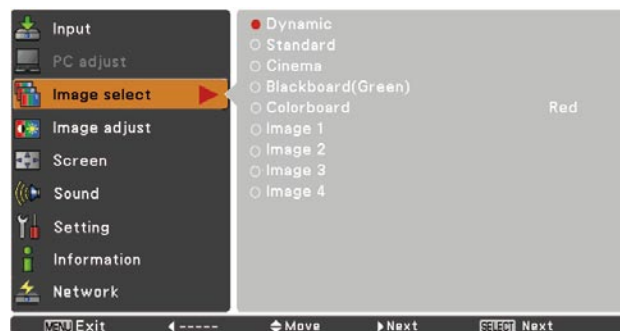 Input
PC adjust
Image select
Image adjust
Screen
Sound
Setting
Information
Network
Dynamic
Standard
Cinema
Blackboard(Green)
Colorboard Red
Image 1
Image 2
Image 3
Image 4
MENU Exit ----- Move Next SELECT Next